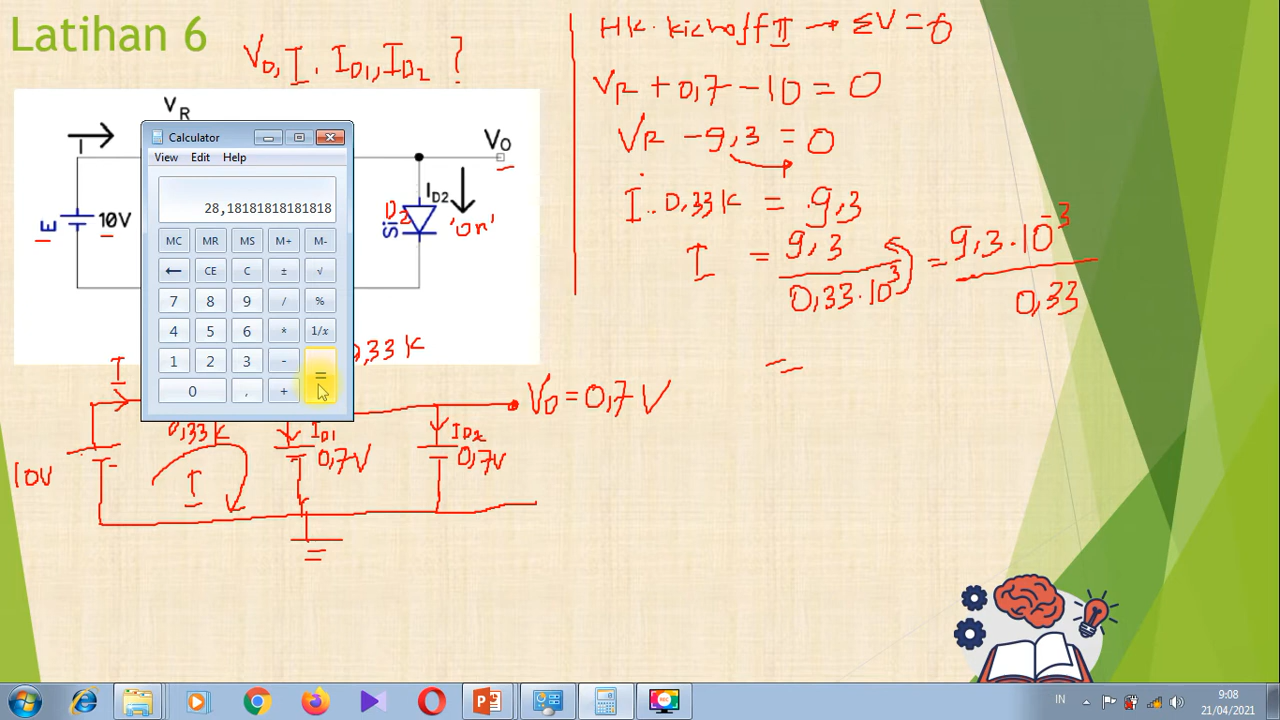 Latihan 6
V0, I, ID1, ID2 ?
VR
I
E
10V
VO
ID2
D2
Si
'on'
Calculator
View Edit Help
28,18181818181818
MC MR MS M+ M-
← CE C ± √
7 8 9 / %
4 5 6 * 1/x
1 2 3 - =
0 , +
0,33 K
I
10V
0,33K
I
ID1
0,7V
ID2
0,7V
V0 = 0,7 V
HK. kichoff II → ΣV = 0
VR + 0,7 - 10 = 0
VR - 9,3 = 0
I . 0,33K = 9,3
I = 9,3 / 0,33.10³ = 9,3.10⁻³ / 0,33
=
IN
9:08
21/04/2021